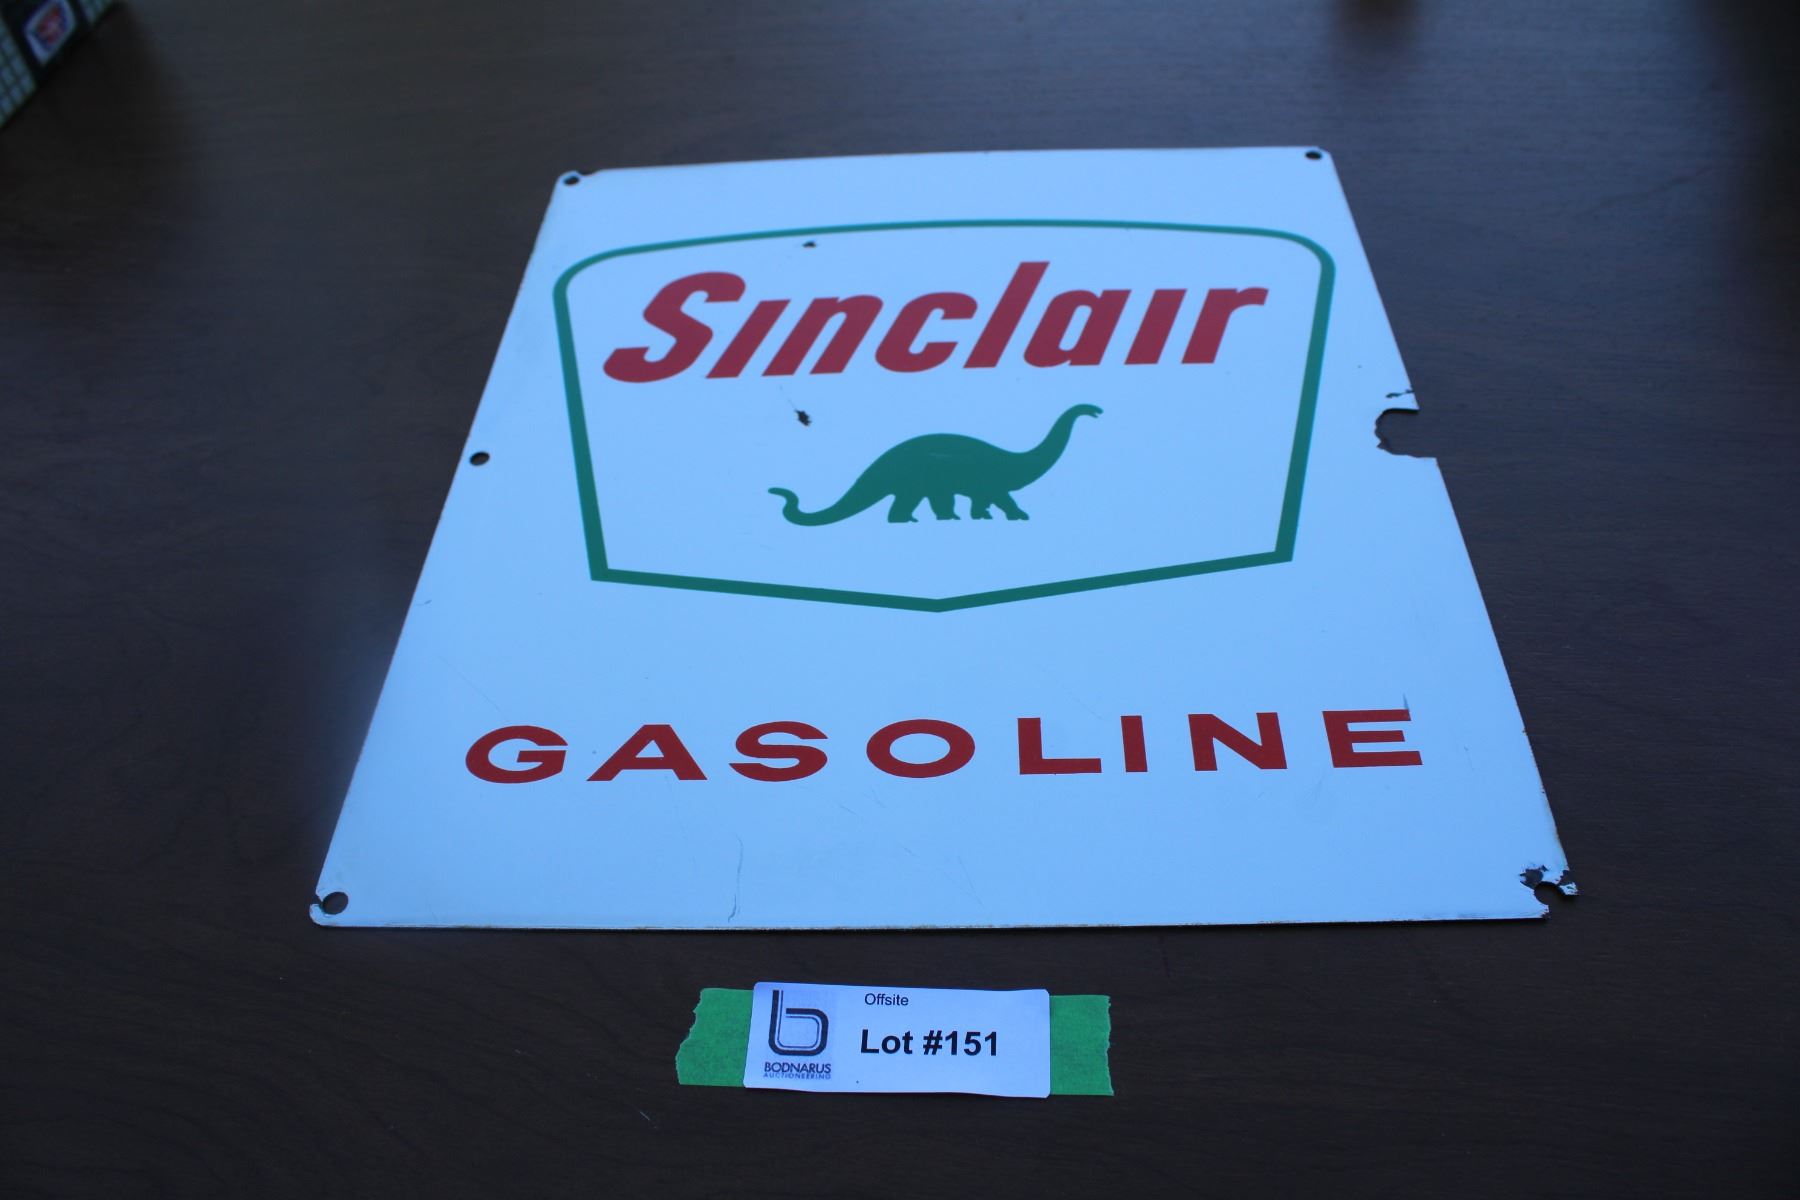 Sinclair
GASOLINE
Offsite
Lot #151
BODNARUS
AUCTIONEERING